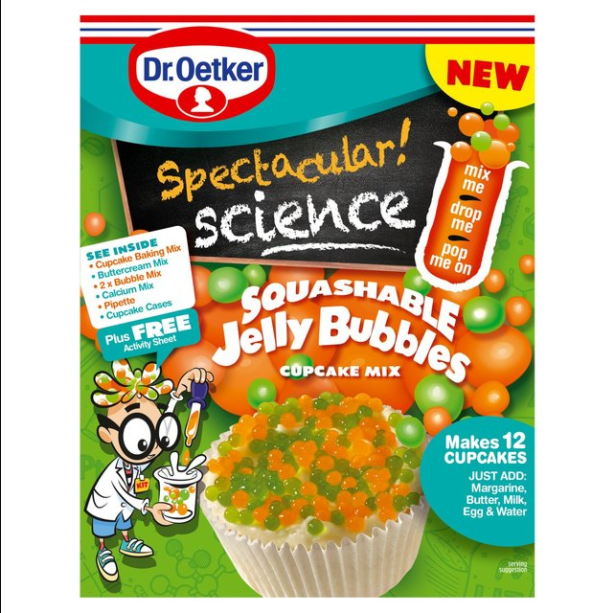 Dr.Oetker
NEW
Spectacular!
science
mix
me
drop
me
pop
me on
SEE INSIDE
• Cupcake Baking Mix
• Buttercream Mix
• 2 x Bubble Mix
• Calcium Mix
• Pipette
• Cupcake Cases
Plus FREE
Activity Sheet
SQUASHABLE
Jelly Bubbles
CUPCAKE MIX
KIT
Makes 12
CUPCAKES
JUST ADD:
Margarine,
Butter, Milk,
Egg & Water
serving
suggestion